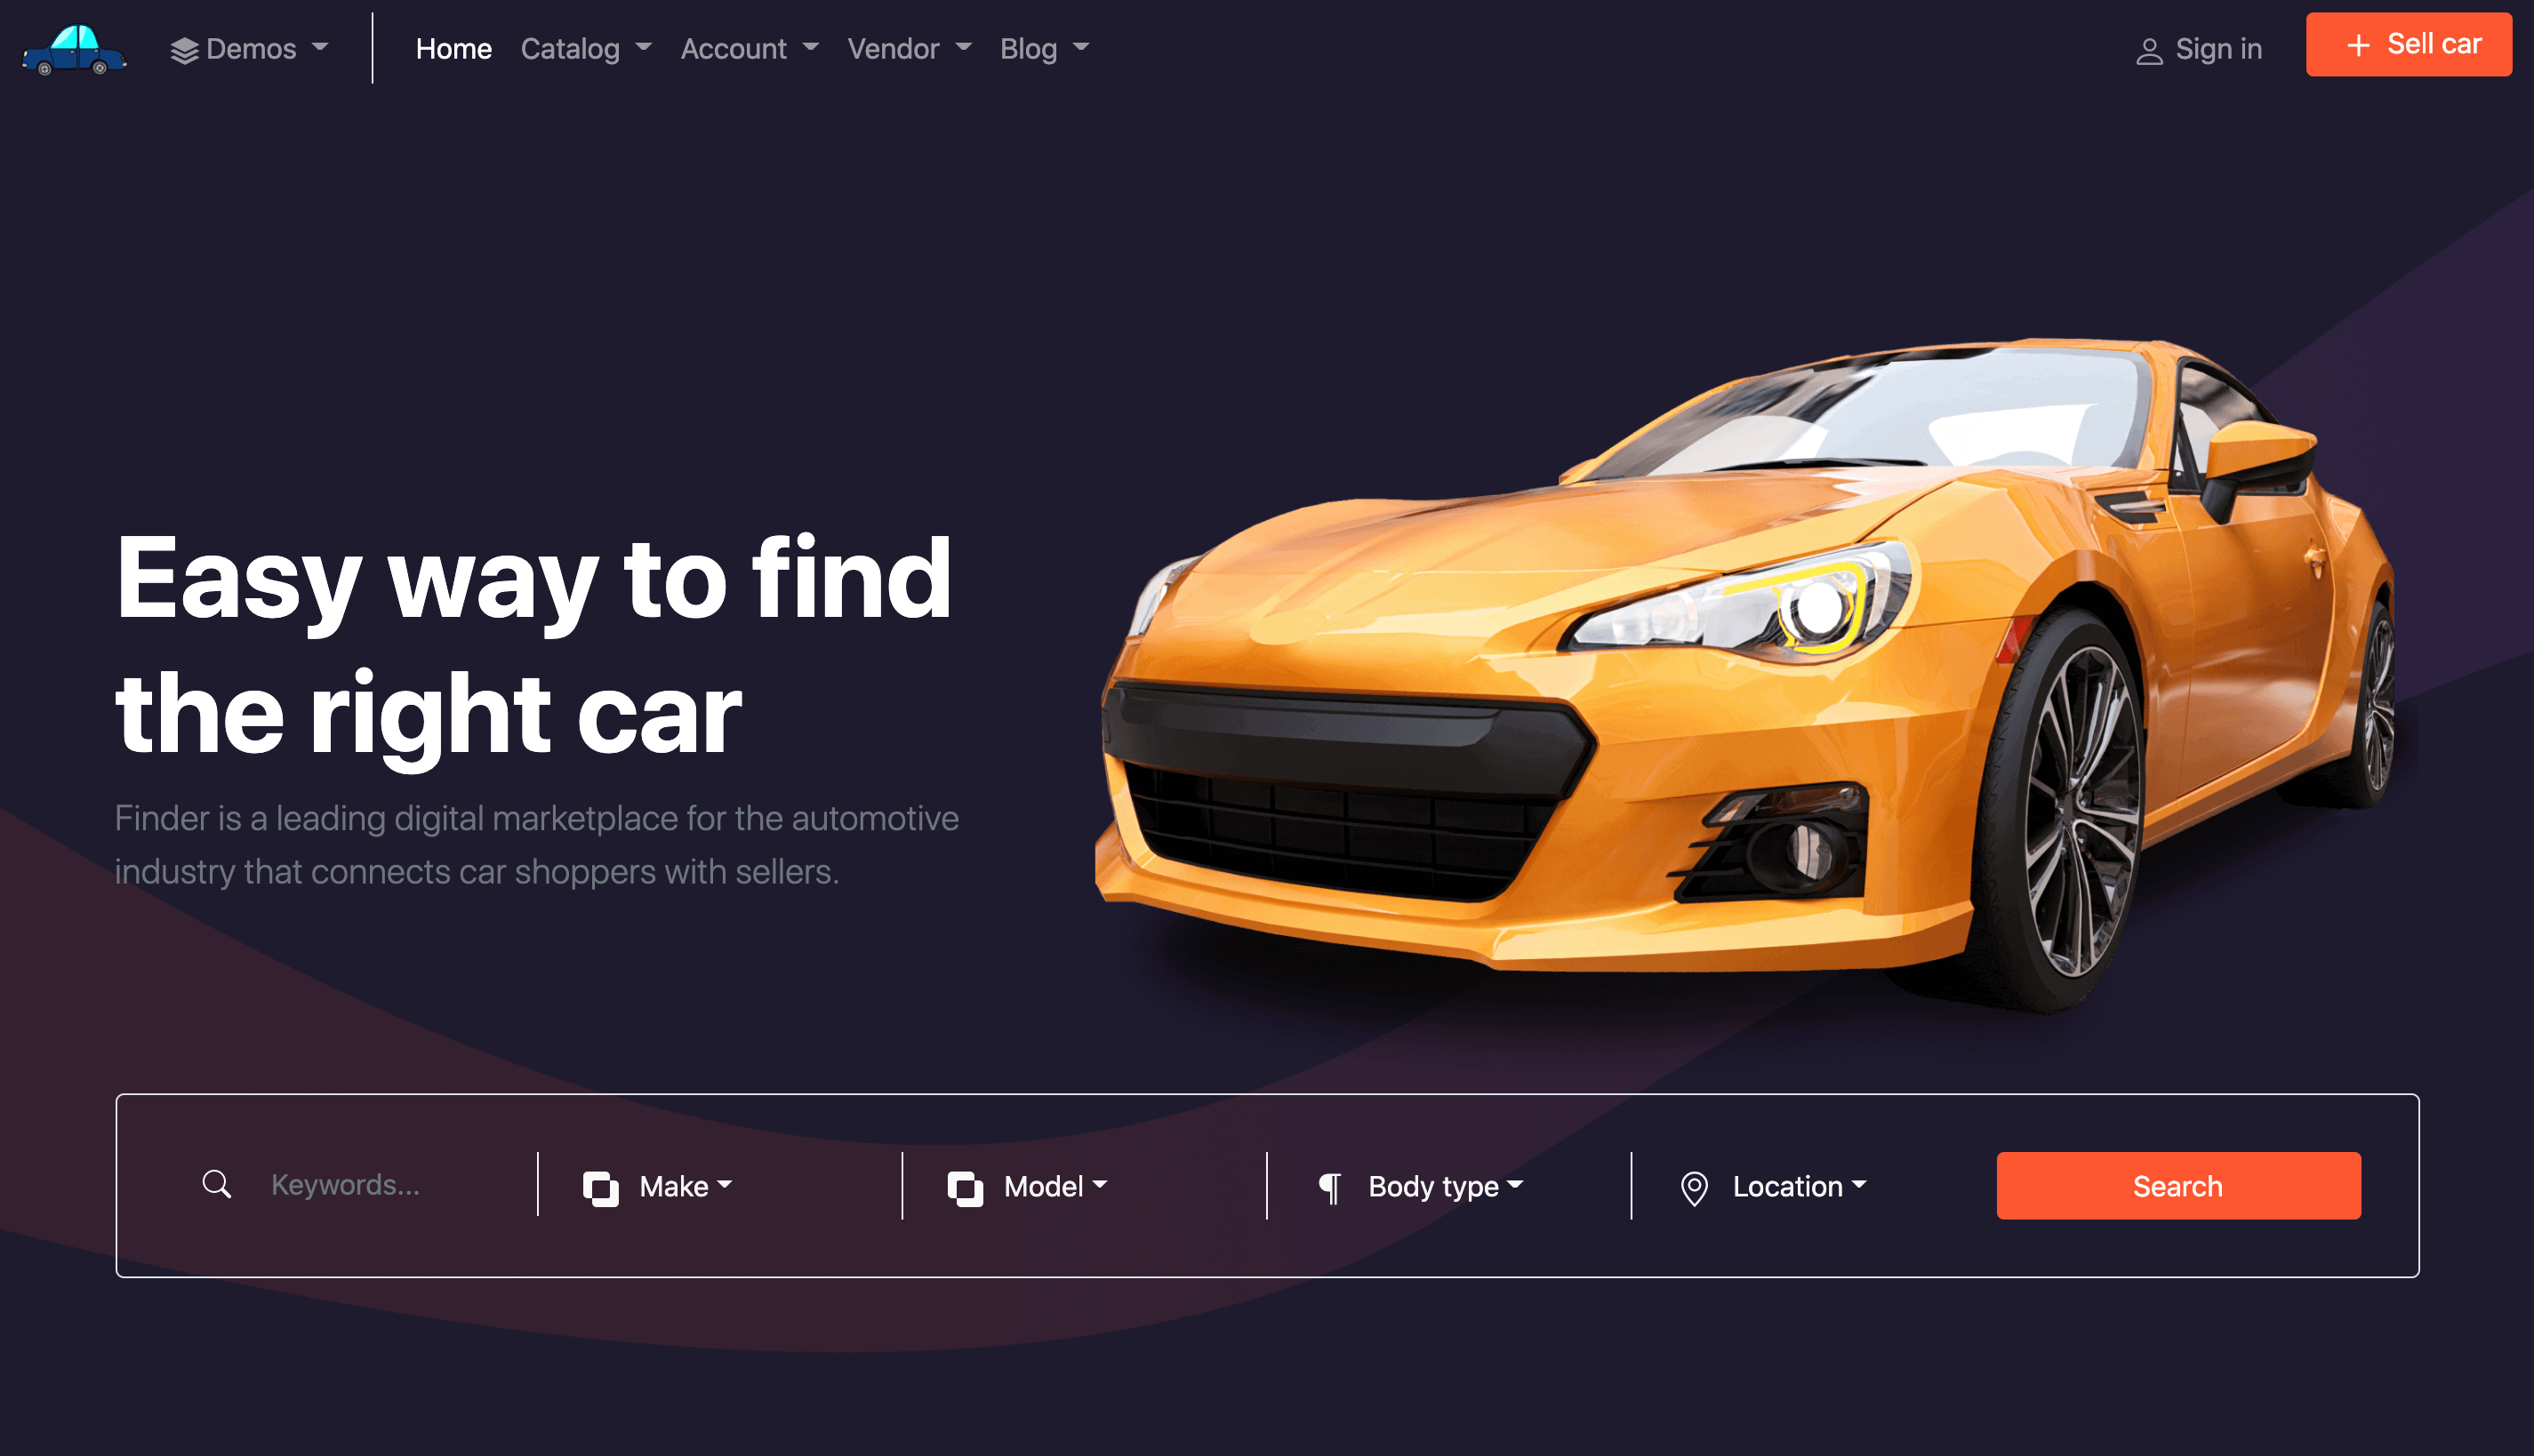 Demos
Home Catalog Account Vendor Blog
Sign in
Sell car
Easy way to find
the right car
Finder is a leading digital marketplace for the automotive
industry that connects car shoppers with sellers.
Keywords... Make Model Body type Location Search